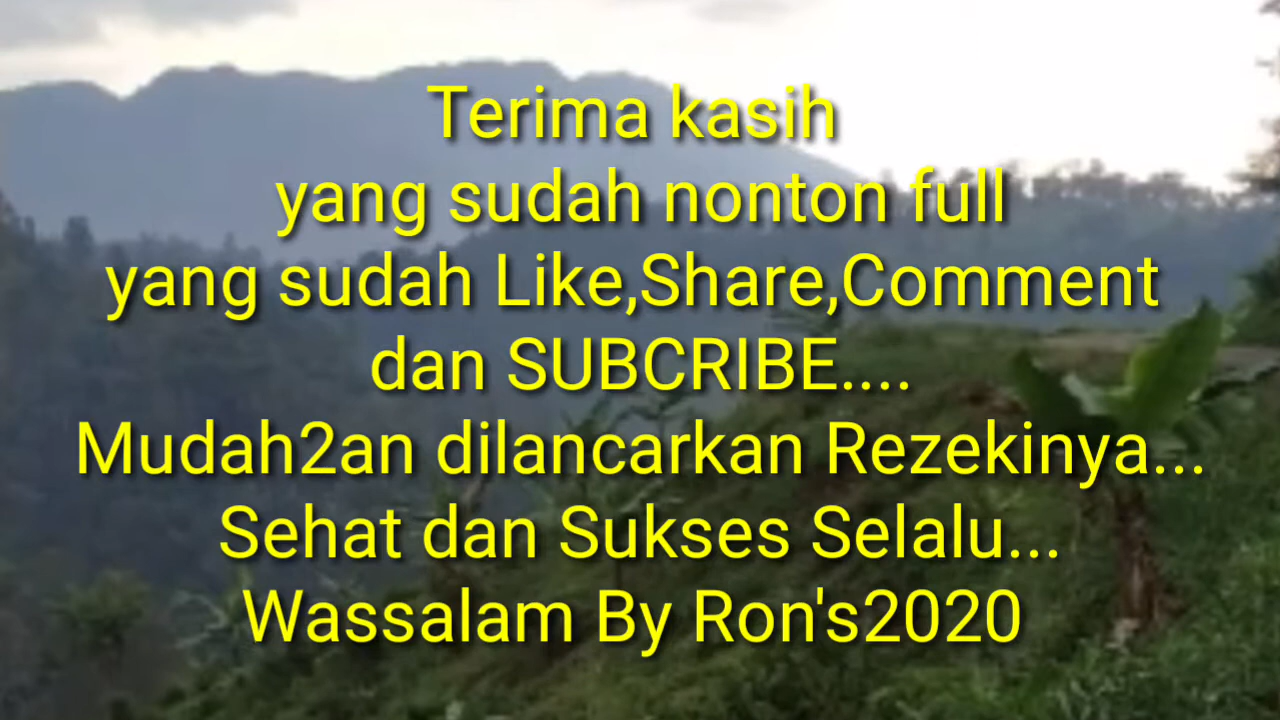 Terima kasih
yang sudah nonton full
yang sudah Like,Share,Comment
dan SUBCRIBE....
Mudah2an dilancarkan Rezekinya...
Sehat dan Sukses Selalu...
Wassalam By Ron's2020